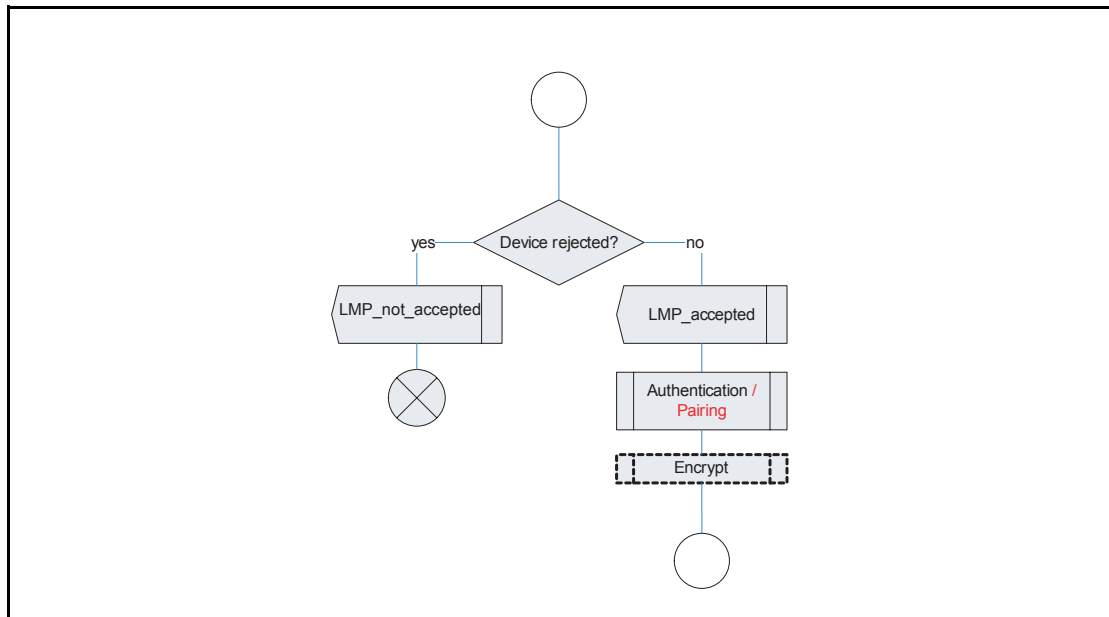 Device rejected?
yes
no
LMP_not_accepted
LMP_accepted
Authentication /
Pairing
Encrypt